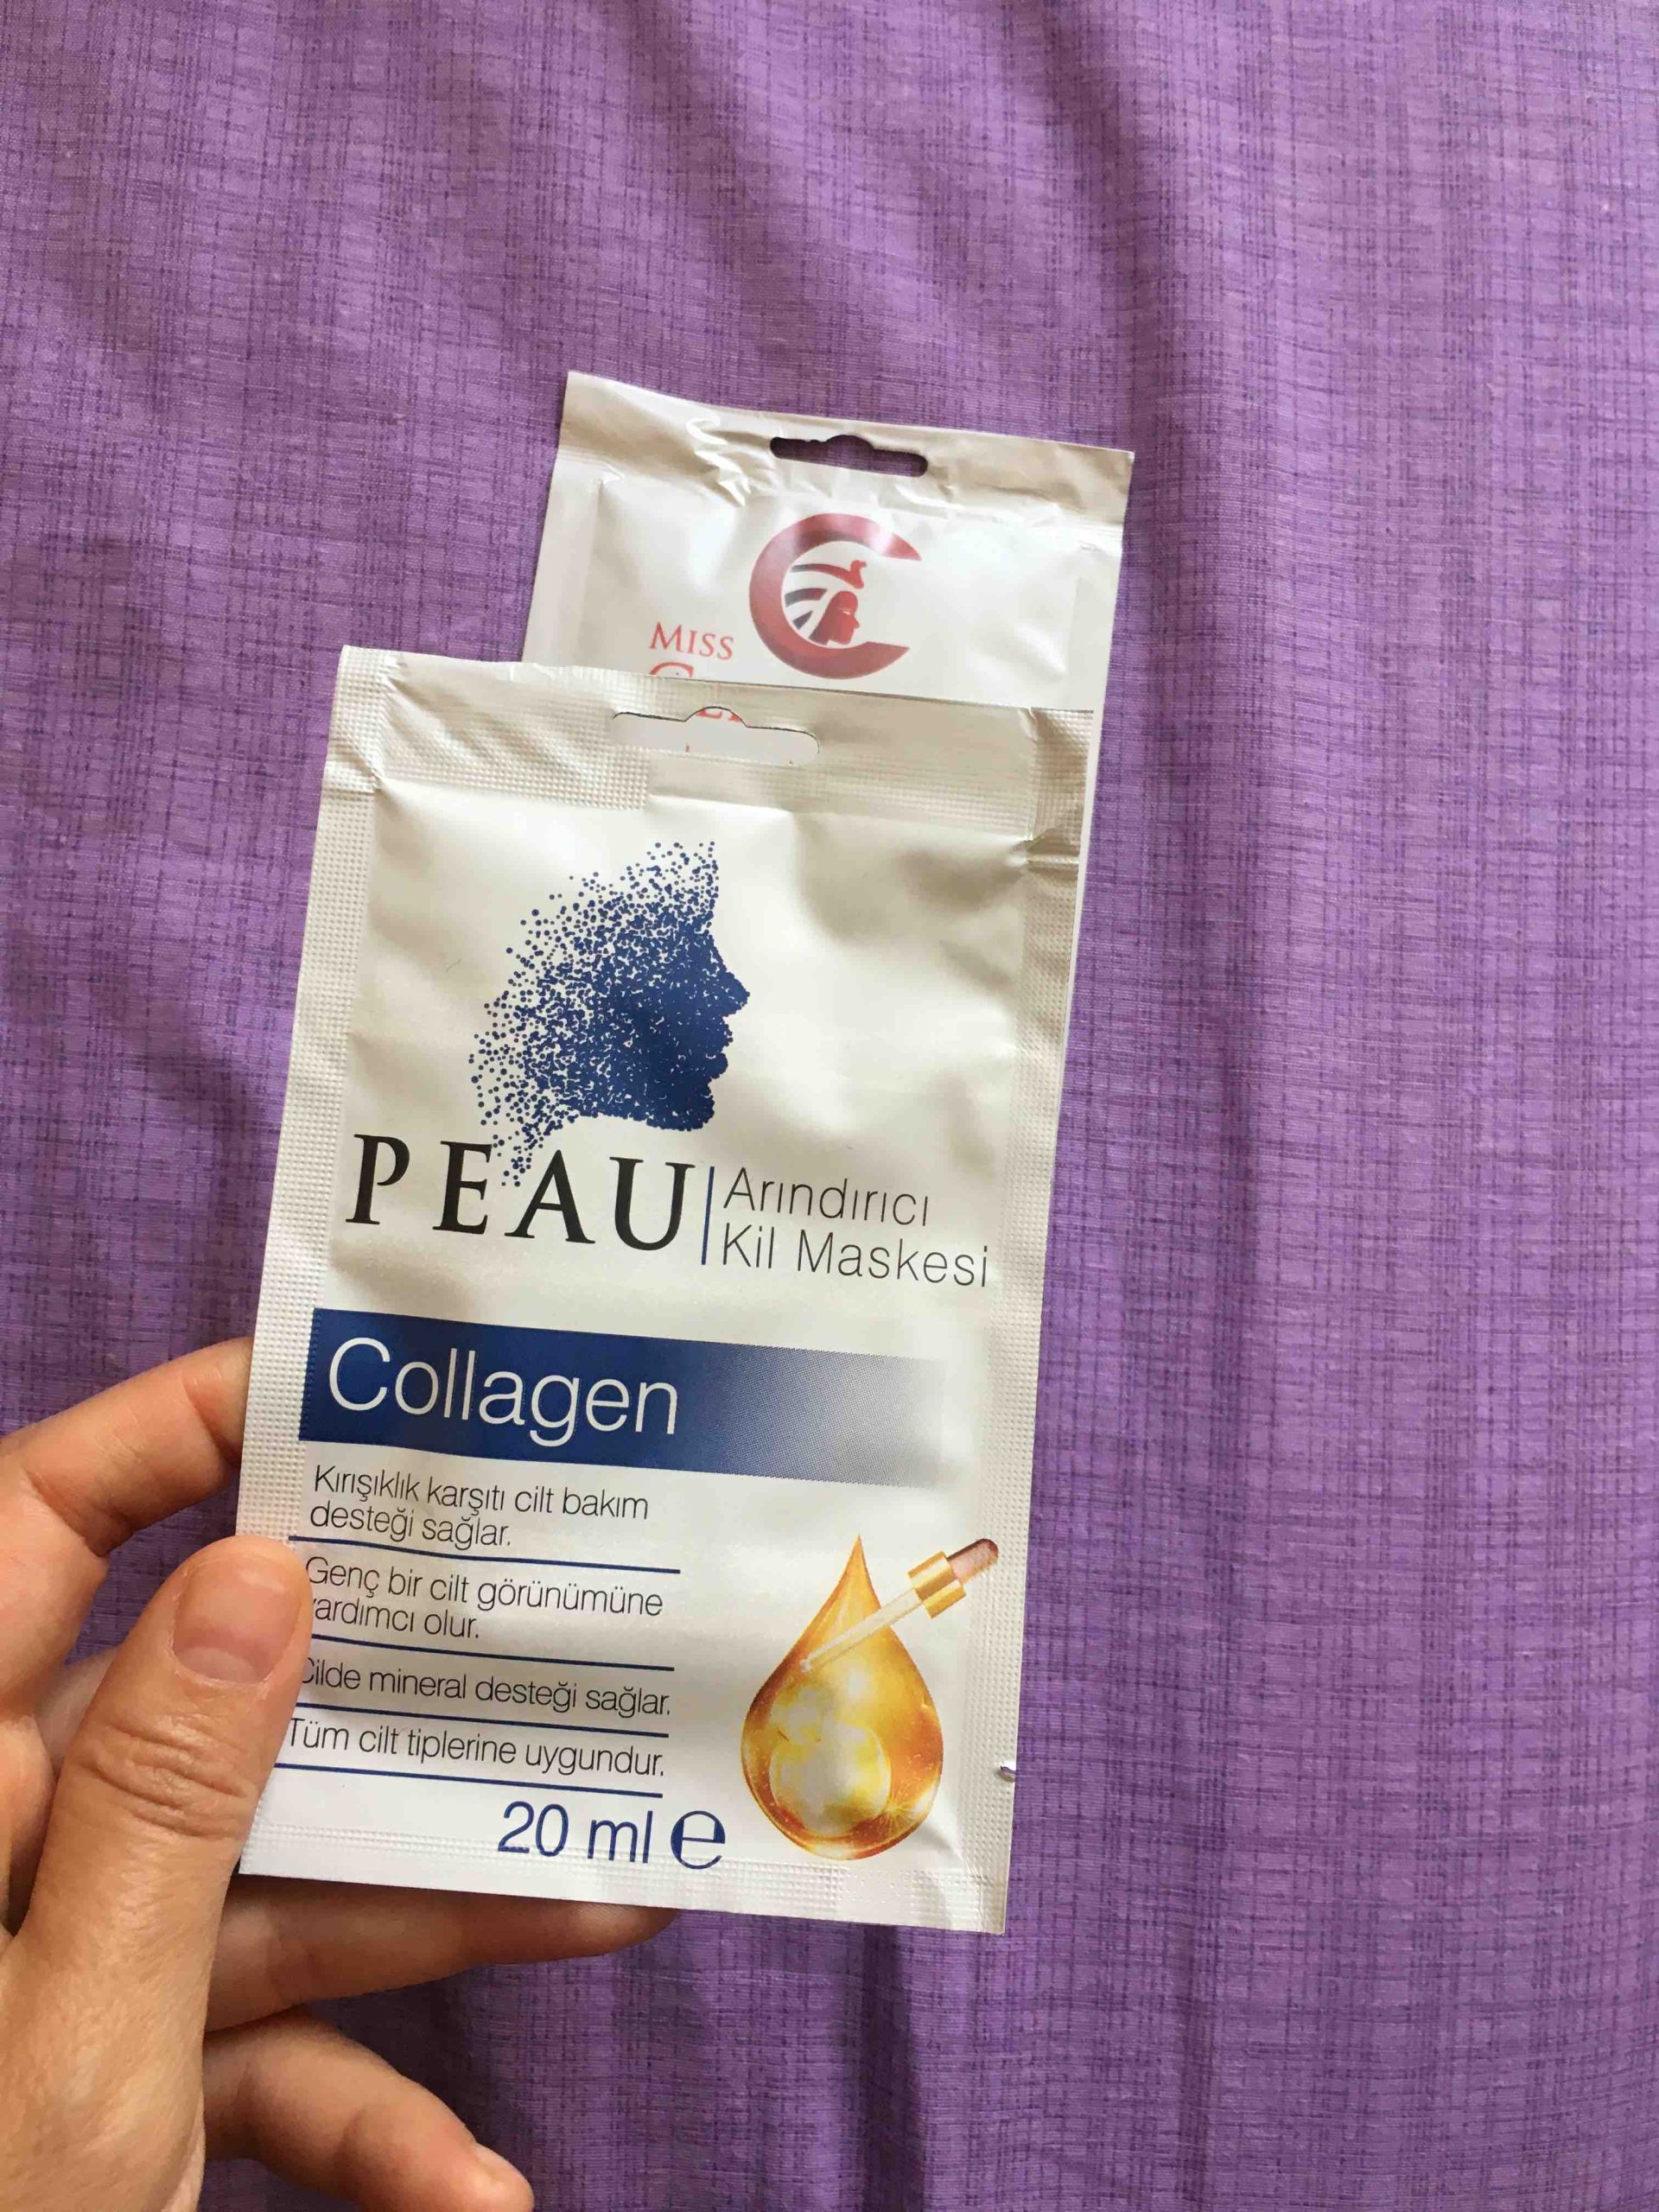 MISS
PEAU
Arındırıcı
Kil Maskesi
Collagen
Kırışıklık karşıtı cilt bakım
desteği sağlar.
Genç bir cilt görünümüne
yardımcı olur.
Cilde mineral desteği sağlar.
Tüm cilt tiplerine uygundur.
20 ml e